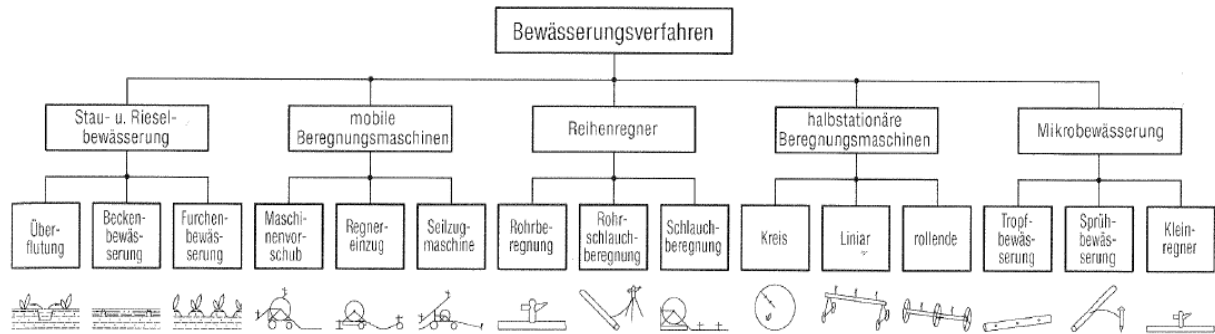 Bewässerungsverfahren
Stau- u. Riesel-
bewässerung
mobile
Beregnungsmaschinen
Reihenregner
halbstationäre
Beregnungsmaschinen
Mikrobewässerung
Über-
flutung
Becken-
bewäs-
serung
Furchen-
bewäs-
serung
Maschi-
nenvor-
schub
Regner-
einzug
Seilzug-
maschine
Rohrbe-
regnung
Rohr-
schlauch-
beregnung
Schlauch-
beregnung
Kreis
Liniar
rollende
Tropf-
bewäs-
serung
Sprüh-
bewäs-
serung
Klein-
regner